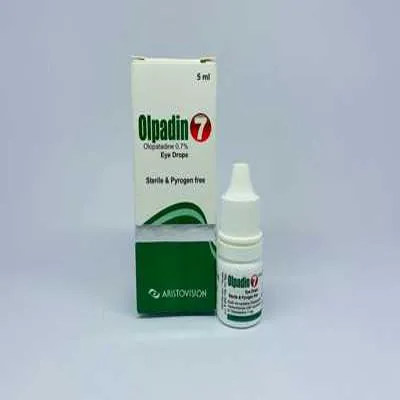 5 ml
Olpadin 7
Olopatadine 0.7%
Eye Drops
Sterile & Pyrogen free
ARISTOVISION
Olpadin 7
Eye Drops
Sterile & Pyrogen free